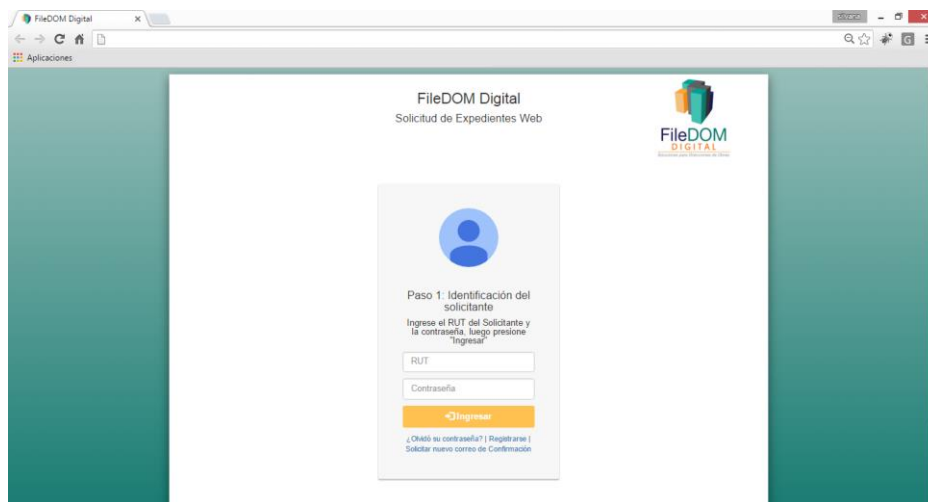 FileDOM Digital
Aplicaciones
FileDOM Digital
Solicitud de Expedientes Web
FileDOM
DIGITAL
Paso 1: Identificación del
solicitante
Ingrese el RUT del Solicitante y
la contraseña, luego presione
"Ingresar"
RUT
Contraseña
Ingresar
¿Olvidó su contraseña? | Registrarse |
Solicitar nuevo correo de Confirmación